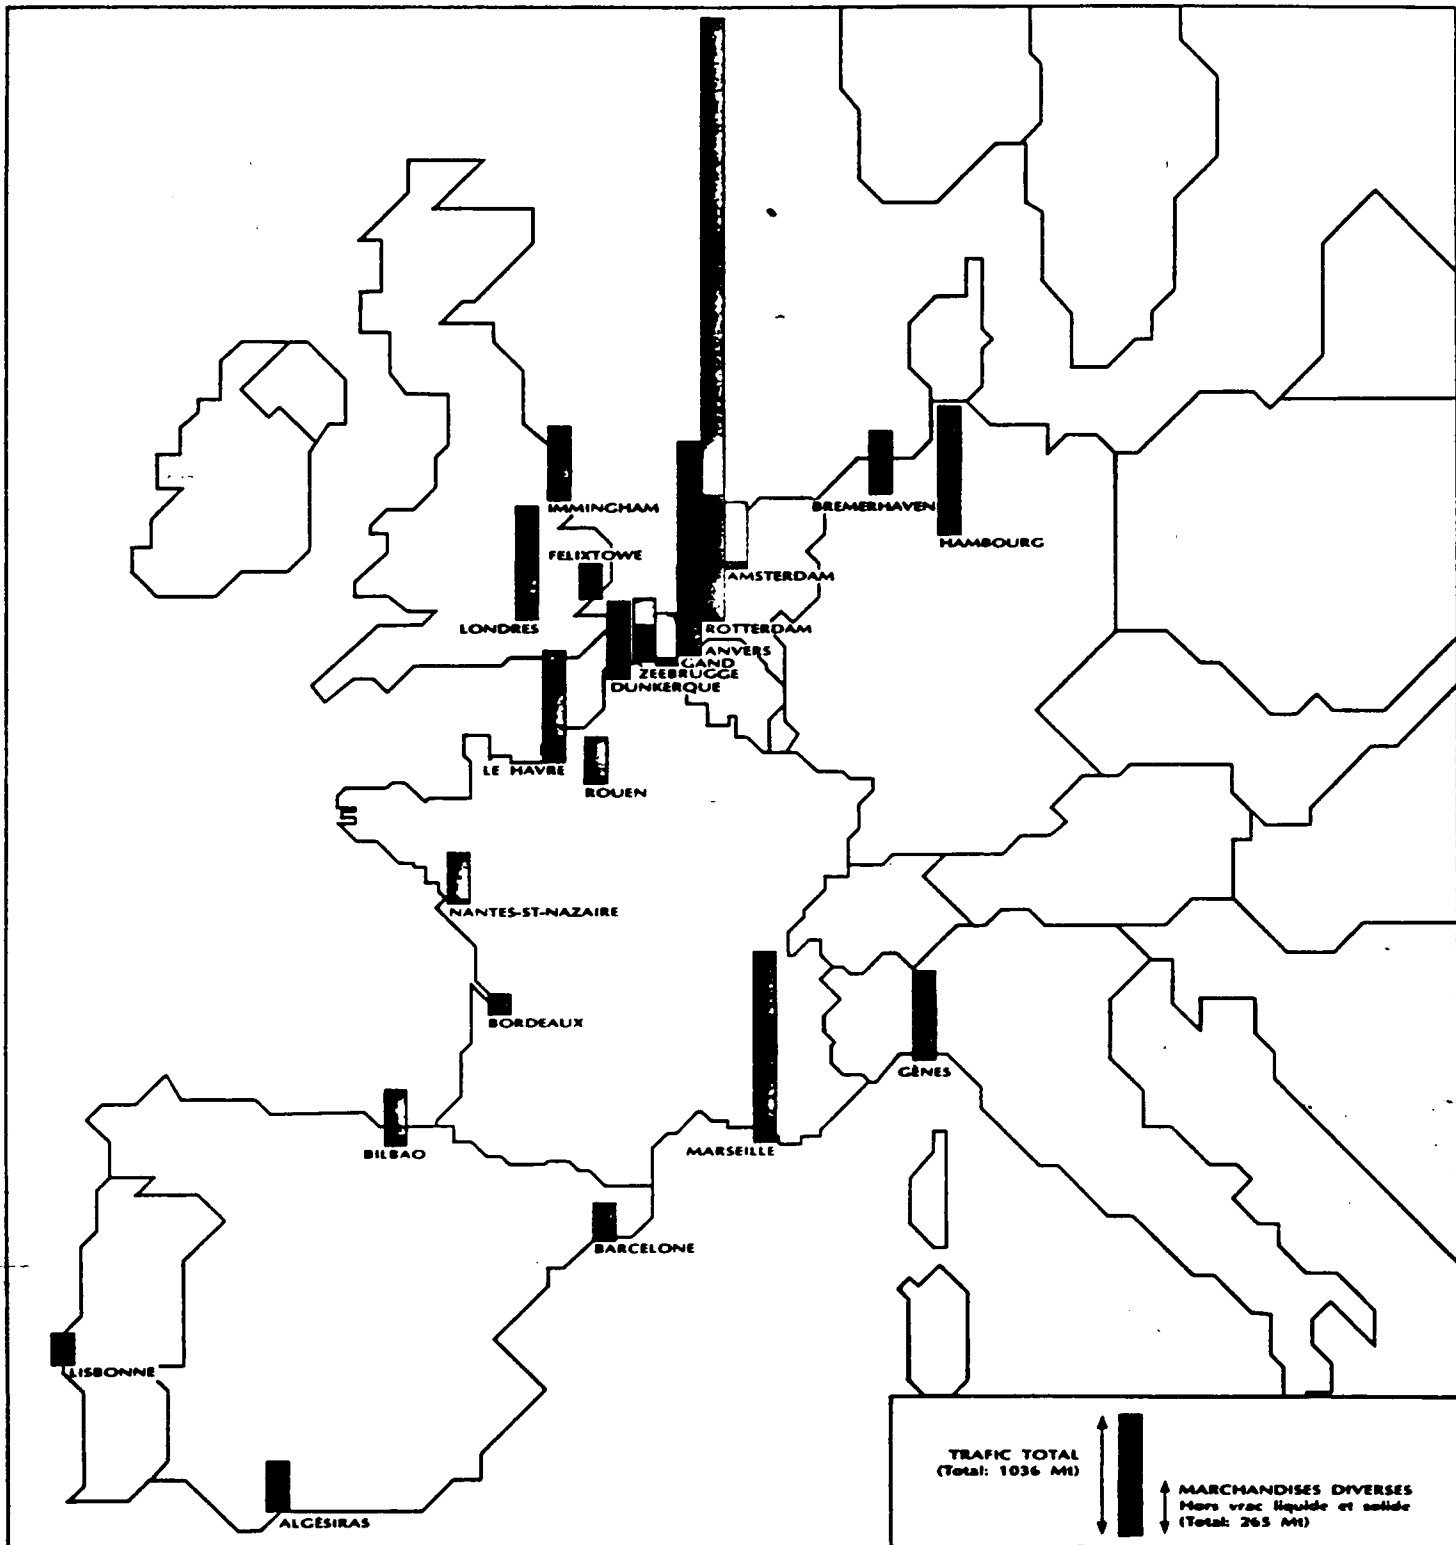 IMMINGHAM
BREMERHAVEN
HAMBOURG
FELIXTOWE
AMSTERDAM
LONDRES
ROTTERDAM
ANVERS
GAND
ZEEBRUGGE
DUNKERQUE
LE HAVRE
ROUEN
NANTES-ST-NAZAIRE
BORDEAUX
GÊNES
BILBAO
MARSEILLE
BARCELONE
LISBONNE
ALGÉSIRAS
TRAFIC TOTAL
(Total: 1036 Mt)
MARCHANDISES DIVERSES
Hors vrac liquide et solide
(Total: 265 Mt)